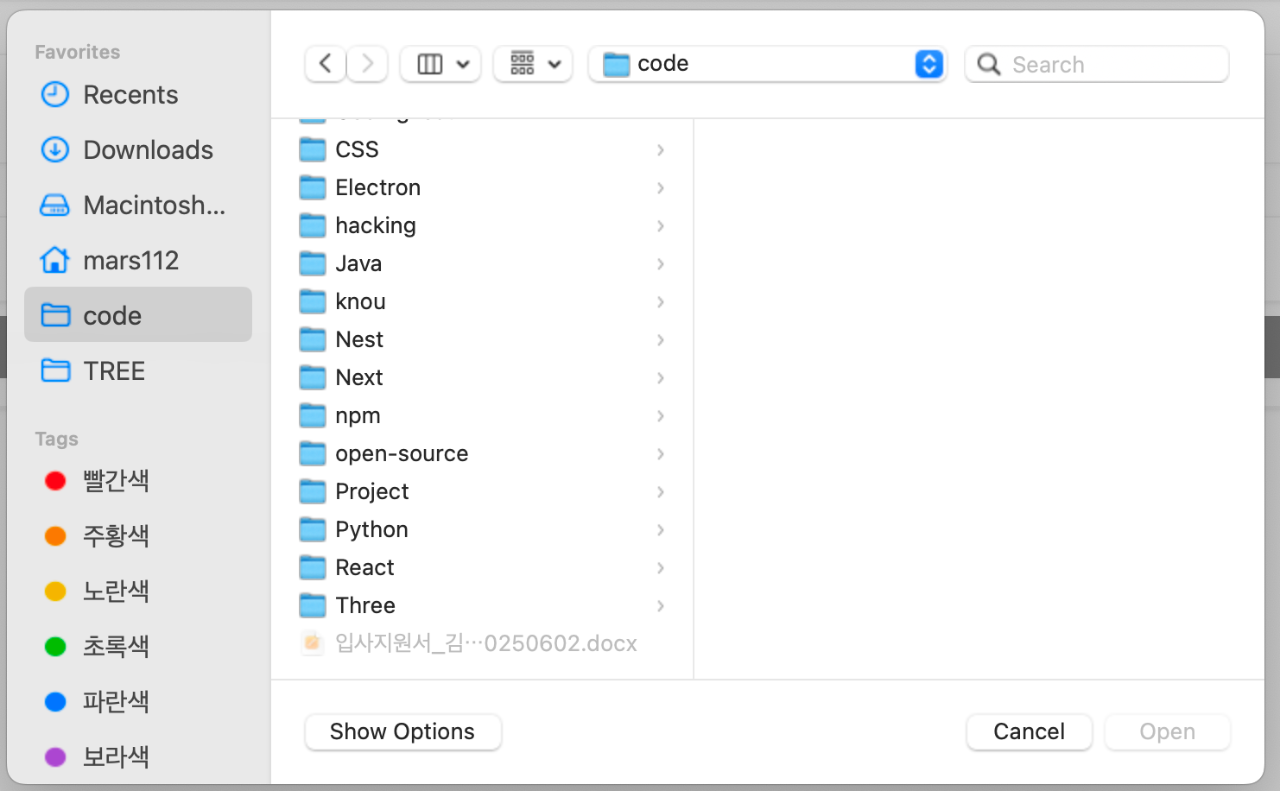 Favorites
Recents
Downloads
Macintosh...
mars112
code
TREE
Tags
빨간색
주황색
노란색
초록색
파란색
보라색
code
Search
CSS
Electron
hacking
Java
knou
Nest
Next
npm
open-source
Project
Python
React
Three
입사지원서_김…0250602.docx
Show Options
Cancel
Open